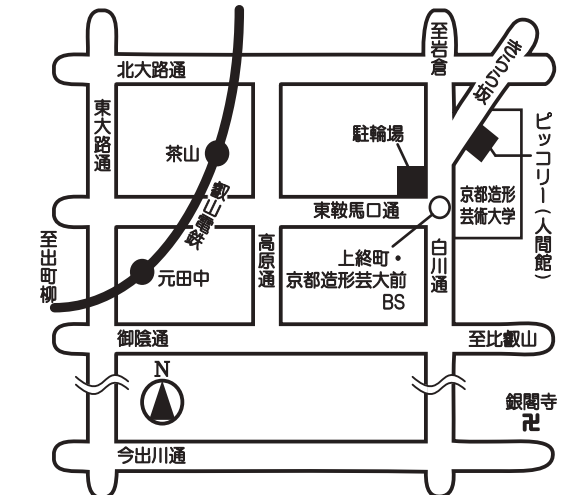 至岩倉
きらら坂
北大路通
東大路通
駐輪場
ピッコリー(人間館)
茶山
叡山電鉄
京都造形
芸術大学
東鞍馬口通
至出町柳
高原通
白川通
上終町・
京都造形芸大前
BS
元田中
御陰通
至比叡山
N
銀閣寺
卍
今出川通